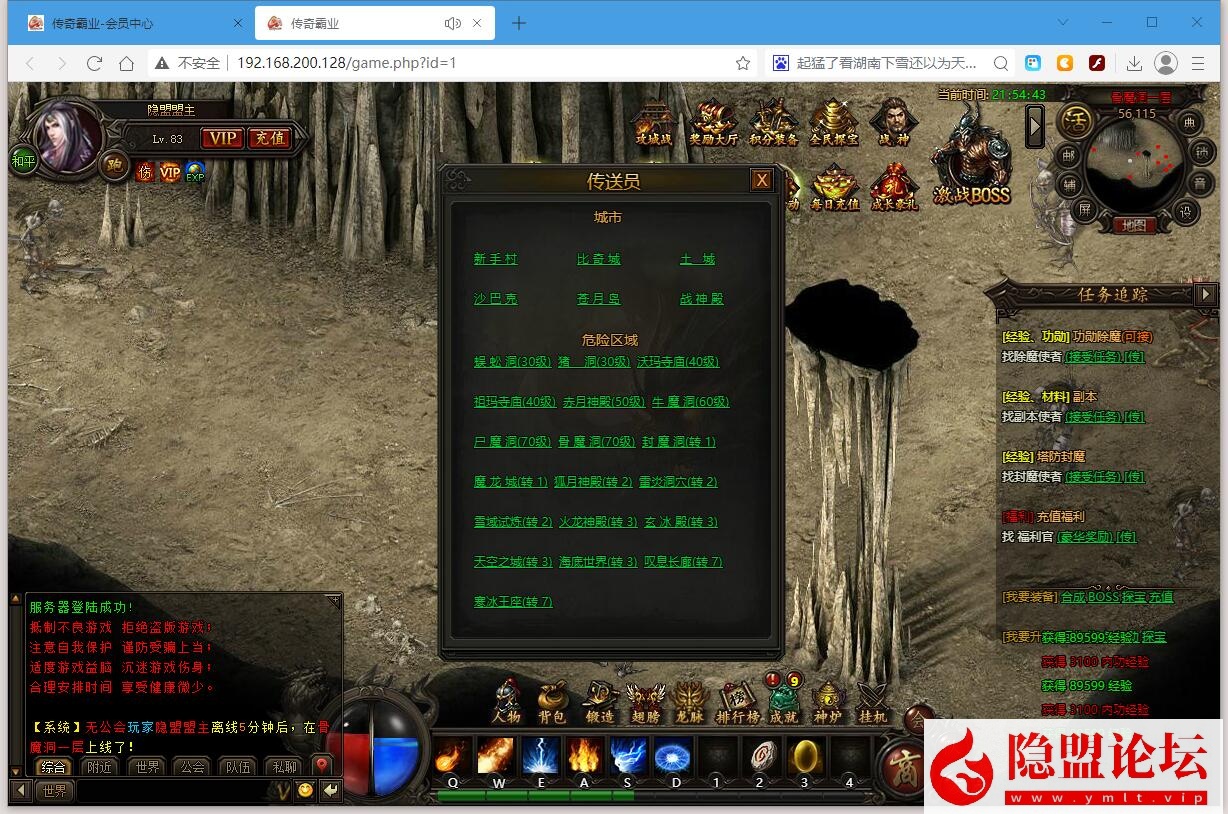 传奇霸业-会员中心
传奇霸业
不安全 192.168.200.128/game.php?id=1
起猛了看湖南下雪还以为天...
隐盟盟主
Lv. 83 VIP 充值
和平
跑 伤 VIP EXP
攻城战 奖励大厅 积分装备 全民探宝 战 神
每日充值 成长豪礼
激战BOSS
当前时间: 21:54:43
骨魔洞一层
56,115
活 典
邮 锁
辅 音
屏 设
地图
传送员 X
城市
新 手 村 比 奇 城 土 城
沙 巴 克 苍 月 岛 战 神 殿
危险区域
蜈 蚣 洞(30级) 猪 洞(30级) 沃玛寺庙(40级)
祖玛寺庙(40级) 赤月神殿(50级) 牛 魔 洞(60级)
尸 魔 洞(70级) 骨 魔 洞(70级) 封 魔 洞(转 1)
魔 龙 城(转 1) 狐月神殿(转 2) 雷炎洞穴(转 2)
雪域试炼(转 2) 火龙神殿(转 3) 玄 冰 殿(转 3)
天空之城(转 3) 海底世界(转 3) 叹息长廊(转 7)
寒冰王座(转 7)
任务追踪
[经验、功勋] 功勋除魔(可接)
找除魔使者 (接受任务) [传]
[经验、材料] 副本
找副本使者 (接受任务) [传]
[经验] 塔防封魔
找封魔使者 (接受任务) [传]
[福利] 充值福利
找 福利官 (豪华奖励) [传]
[我要装备] 合成 BOSS 探宝 充值
[我要升 获得 89599 经验 探宝
获得 3100 内功经验
获得 89599 经验
获得 3100 内功经验
服务器登陆成功!
抵制不良游戏 拒绝盗版游戏;
注意自我保护 谨防受骗上当;
适度游戏益脑 沉迷游戏伤身;
合理安排时间 享受健康微少。
【系统】无公会玩家隐盟盟主离线5分钟后，在骨
魔洞一层上线了!
综合 附近 世界 公会 队伍 私聊
世界
人物 背包 锻造 翅膀 龙脉 排行榜 成就 神炉 挂机
! 9
合
商
Q W E A S D 1 2 3 4
隐盟论坛
www.ymlt.vip